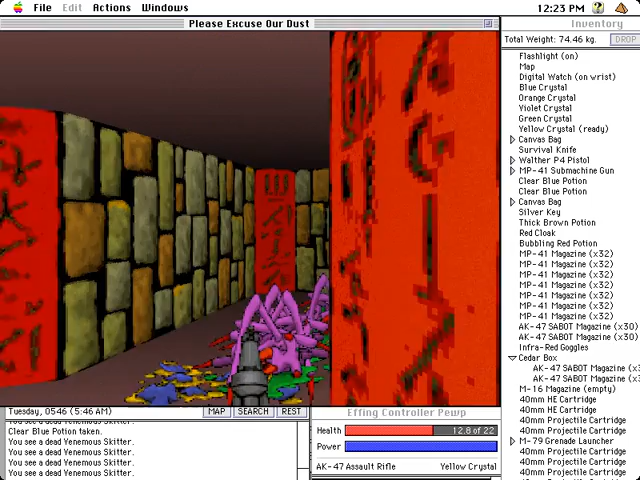 File Edit Actions Windows 12:23 PM
Please Excuse Our Dust
Inventory
Total Weight: 74.46 kg. DROP
Flashlight (on)
Map
Digital Watch (on wrist)
Blue Crystal
Orange Crystal
Violet Crystal
Green Crystal
Yellow Crystal (ready)
Canvas Bag
Survival Knife
Walther P4 Pistol
MP-41 Submachine Gun
Clear Blue Potion
Clear Blue Potion
Canvas Bag
Silver Key
Thick Brown Potion
Red Cloak
Bubbling Red Potion
MP-41 Magazine (x32)
MP-41 Magazine (x32)
MP-41 Magazine (x32)
MP-41 Magazine (x32)
MP-41 Magazine (x32)
MP-41 Magazine (x32)
MP-41 Magazine (x32)
AK-47 SABOT Magazine (x30)
AK-47 SABOT Magazine (x30)
Infra-Red Goggles
Cedar Box
AK-47 SABOT Magazine (x
AK-47 SABOT Magazine (x
M-16 Magazine (empty)
40mm HE Cartridge
40mm HE Cartridge
40mm Projectile Cartridge
40mm Projectile Cartridge
M-79 Grenade Launcher
40mm Projectile Cartridge
40mm Projectile Cartridge
40mm Projectile Cartridge
Tuesday, 0546 (5:46 AM) MAP SEARCH REST
You see a dead Venemous Skitter.
Clear Blue Potion taken.
You see a dead Venemous Skitter.
You see a dead Venemous Skitter.
You see a dead Venemous Skitter.
You see a dead Venemous Skitter.
Effing Controller Pewp
Health 12.8 of 22
Power
AK-47 Assault Rifle Yellow Crystal